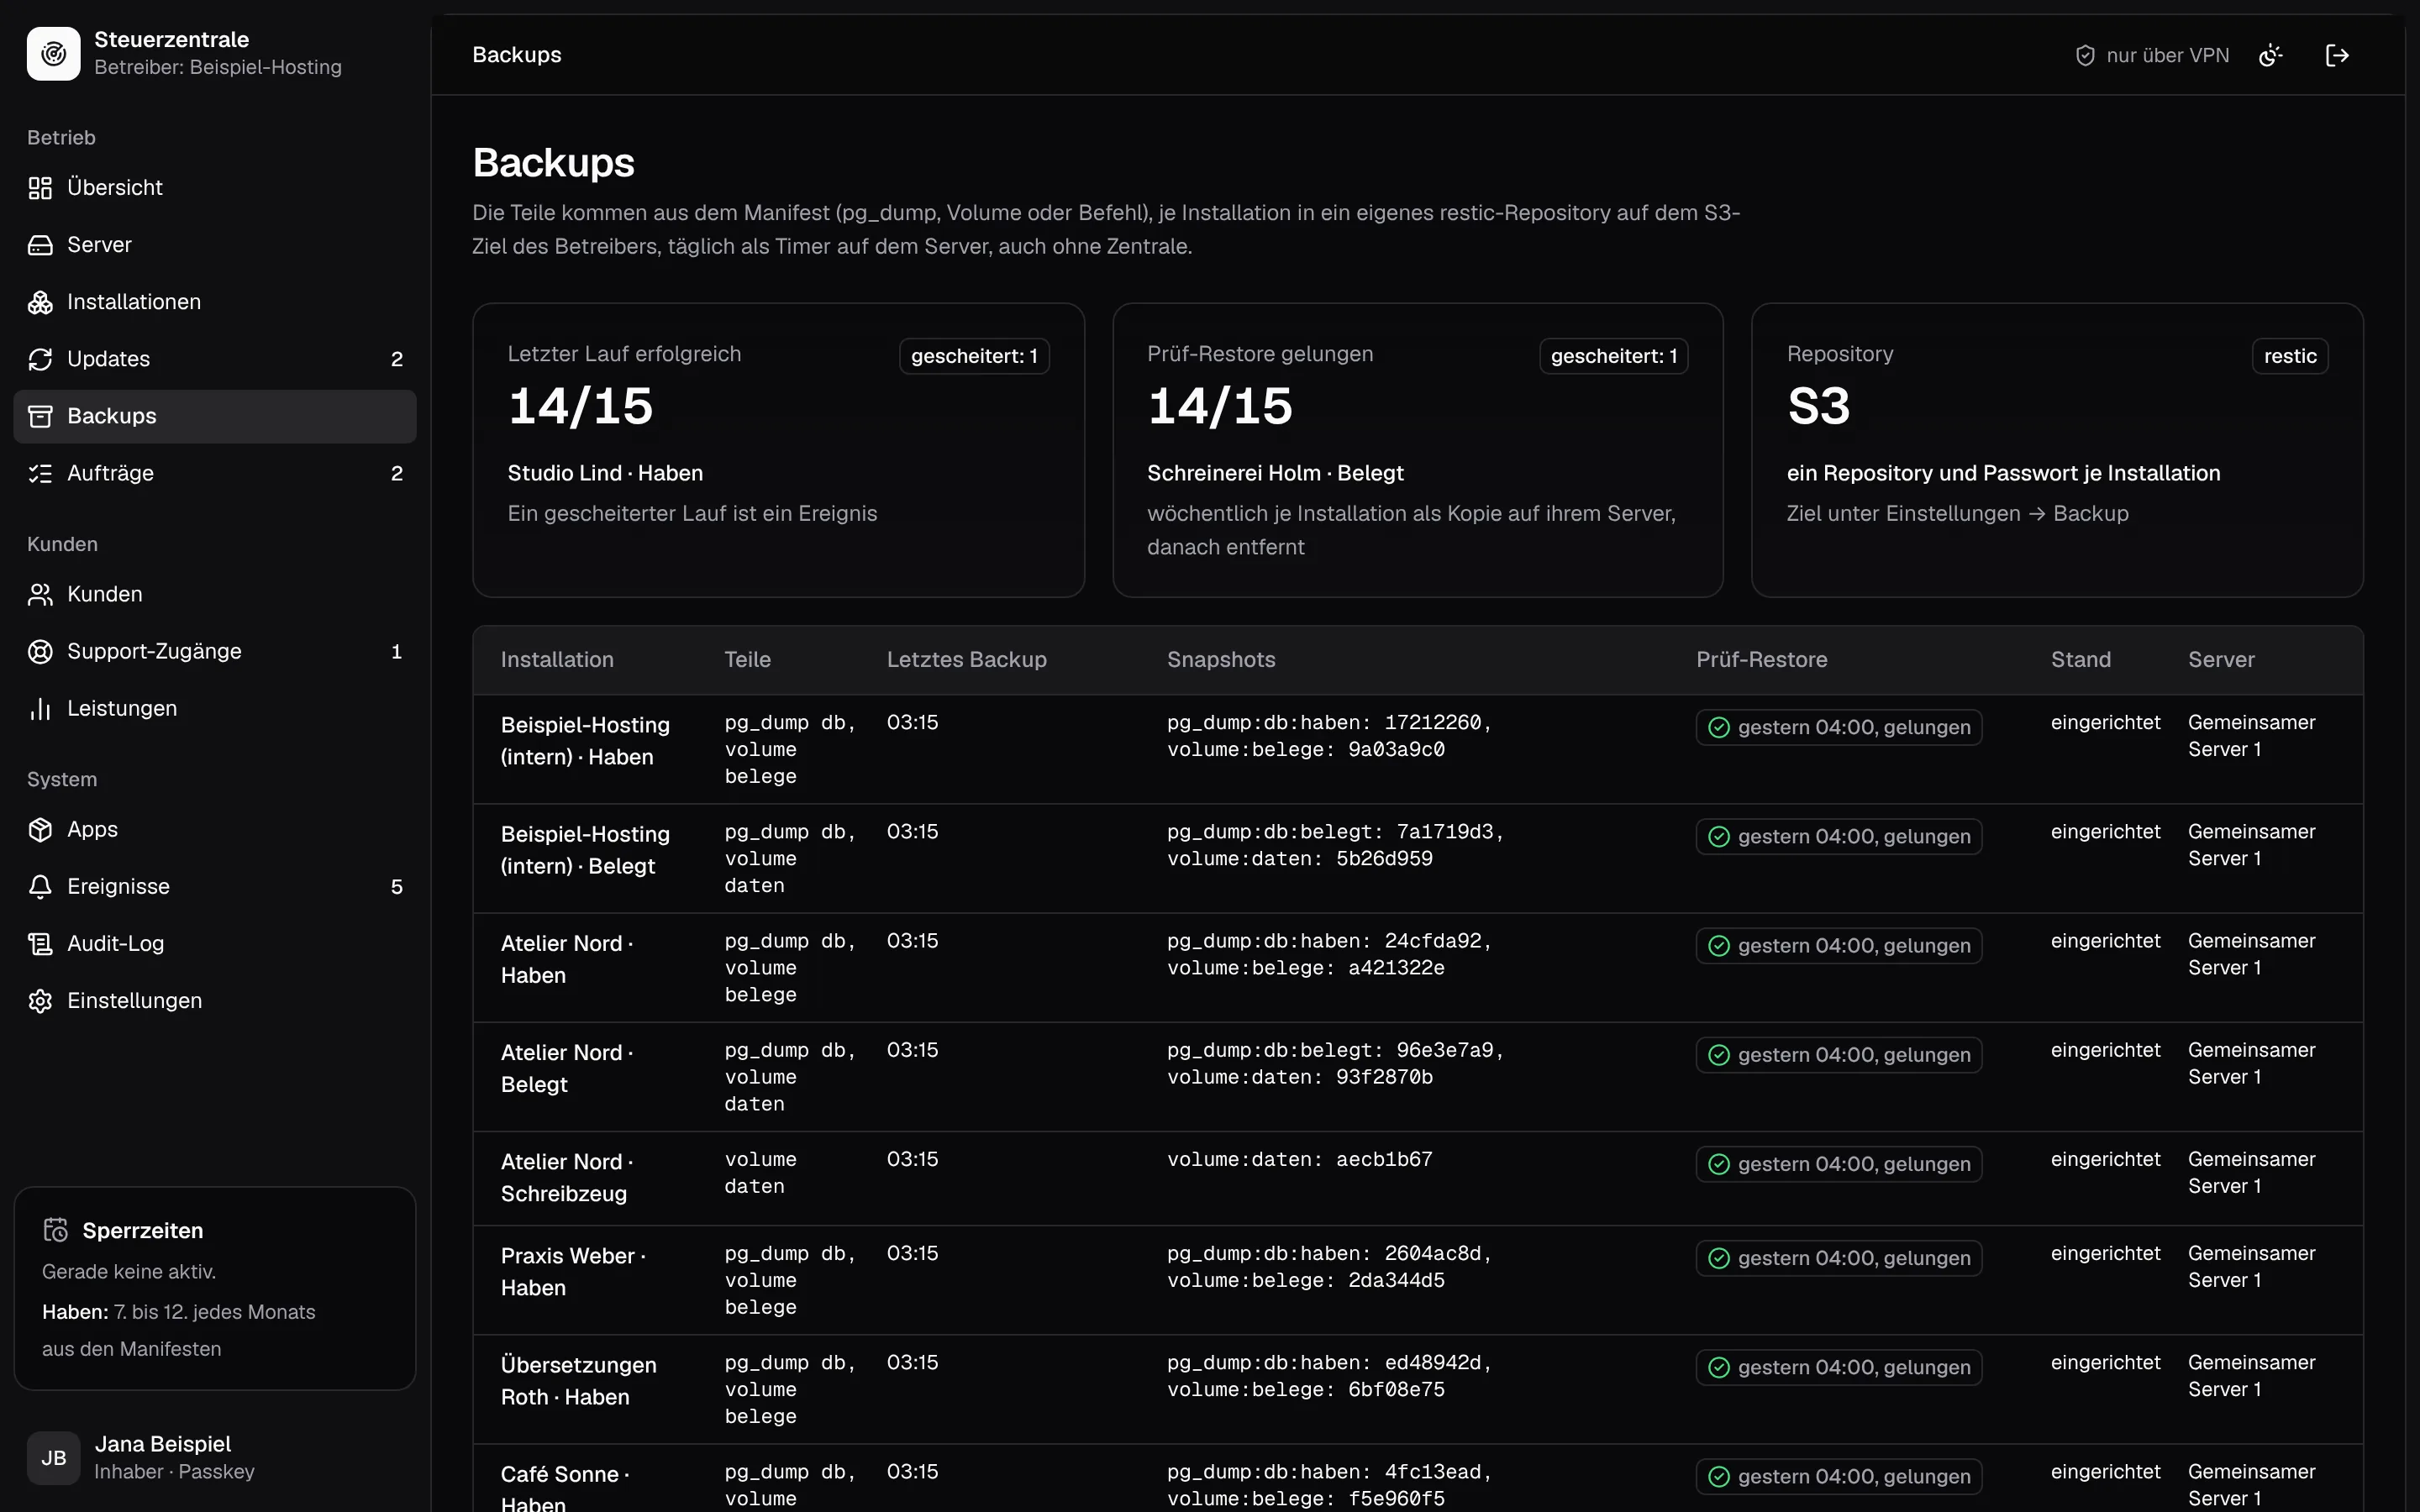 Steuerzentrale
Betreiber: Beispiel-Hosting
Betrieb
Übersicht
Server
Installationen
Updates 2
Backups
Aufträge 2
Kunden
Kunden
Support-Zugänge 1
Leistungen
System
Apps
Ereignisse 5
Audit-Log
Einstellungen
Sperrzeiten
Gerade keine aktiv.
Haben: 7. bis 12. jedes Monats
aus den Manifesten
JB
Jana Beispiel
Inhaber · Passkey
Backups
nur über VPN
Backups
Die Teile kommen aus dem Manifest (pg_dump, Volume oder Befehl), je Installation in ein eigenes restic-Repository auf dem S3-
Ziel des Betreibers, täglich als Timer auf dem Server, auch ohne Zentrale.
Letzter Lauf erfolgreich gescheitert: 1
14/15
Studio Lind · Haben
Ein gescheiterter Lauf ist ein Ereignis
Prüf-Restore gelungen gescheitert: 1
14/15
Schreinerei Holm · Belegt
wöchentlich je Installation als Kopie auf ihrem Server,
danach entfernt
Repository restic
S3
ein Repository und Passwort je Installation
Ziel unter Einstellungen → Backup
Installation Teile Letztes Backup Snapshots Prüf-Restore Stand Server
Beispiel-Hosting pg_dump db, 03:15 pg_dump:db:haben: 17212260, gestern 04:00, gelungen eingerichtet Gemeinsamer
(intern) · Haben volume volume:belege: 9a03a9c0 Server 1
belege
Beispiel-Hosting pg_dump db, 03:15 pg_dump:db:belegt: 7a1719d3, gestern 04:00, gelungen eingerichtet Gemeinsamer
(intern) · Belegt volume volume:daten: 5b26d959 Server 1
daten
Atelier Nord · pg_dump db, 03:15 pg_dump:db:haben: 24cfda92, gestern 04:00, gelungen eingerichtet Gemeinsamer
Haben volume volume:belege: a421322e Server 1
belege
Atelier Nord · pg_dump db, 03:15 pg_dump:db:belegt: 96e3e7a9, gestern 04:00, gelungen eingerichtet Gemeinsamer
Belegt volume volume:daten: 93f2870b Server 1
daten
Atelier Nord · volume 03:15 volume:daten: aecb1b67 gestern 04:00, gelungen eingerichtet Gemeinsamer
Schreibzeug daten Server 1
Praxis Weber · pg_dump db, 03:15 pg_dump:db:haben: 2604ac8d, gestern 04:00, gelungen eingerichtet Gemeinsamer
Haben volume volume:belege: 2da344d5 Server 1
belege
Übersetzungen pg_dump db, 03:15 pg_dump:db:haben: ed48942d, gestern 04:00, gelungen eingerichtet Gemeinsamer
Roth · Haben volume volume:belege: 6bf08e75 Server 1
belege
Café Sonne · pg_dump db, 03:15 pg_dump:db:haben: 4fc13ead, gestern 04:00, gelungen eingerichtet Gemeinsamer
Haben volume volume:belege: f5e960f5 Server 1